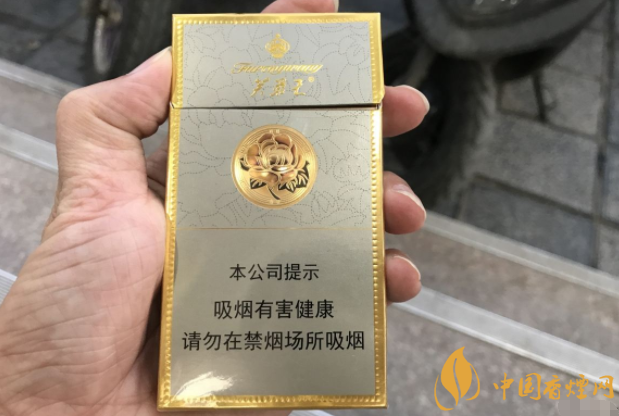 芙蓉王
本公司提示
吸烟有害健康
请勿在禁烟场所吸烟
中国香烟网